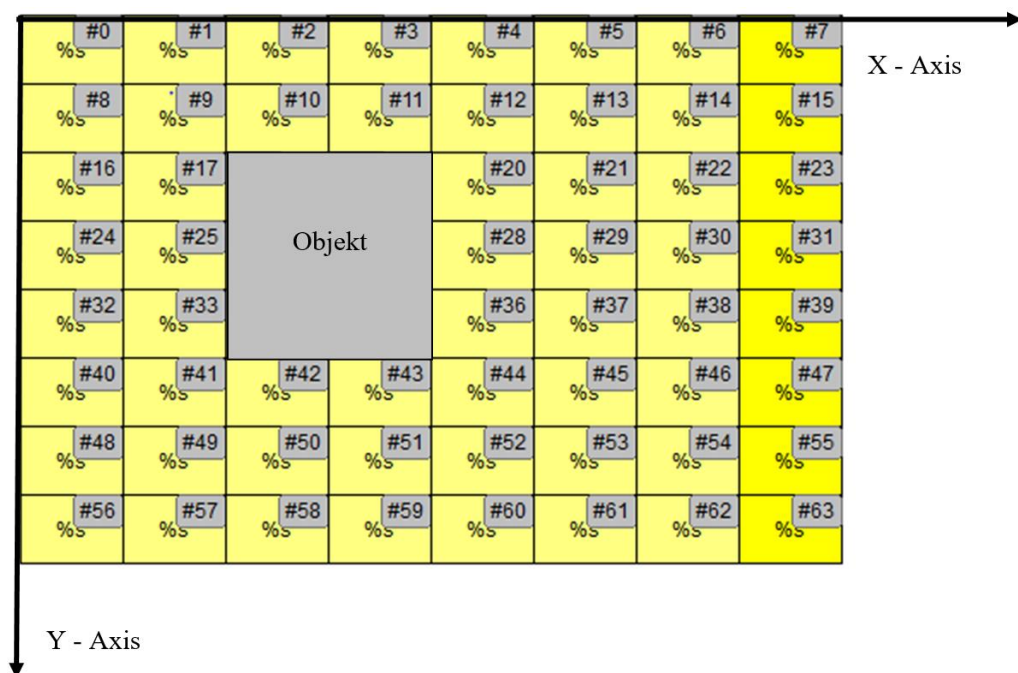 #0 #1 #2 #3 #4 #5 #6 #7
%s %s %s %s %s %s %s %s
X - Axis
#8 #9 #10 #11 #12 #13 #14 #15
%s %s %s %s %s %s %s %s
#16 #17 #20 #21 #22 #23
%s %s %s %s %s %s
#24 #25 Objekt #28 #29 #30 #31
%s %s %s %s %s %s
#32 #33 #36 #37 #38 #39
%s %s %s %s %s %s
#40 #41 #42 #43 #44 #45 #46 #47
%s %s %s %s %s %s %s %s
#48 #49 #50 #51 #52 #53 #54 #55
%s %s %s %s %s %s %s %s
#56 #57 #58 #59 #60 #61 #62 #63
%s %s %s %s %s %s %s %s
Y - Axis